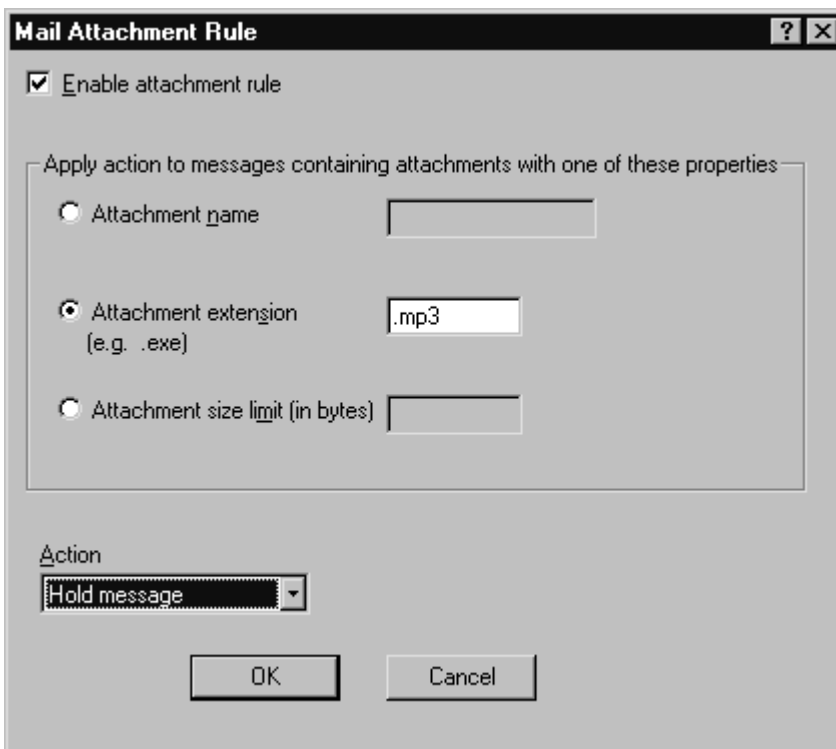 Mail Attachment Rule
Enable attachment rule
Apply action to messages containing attachments with one of these properties
Attachment name
Attachment extension .mp3
(e.g. .exe)
Attachment size limit (in bytes)
Action
Hold message
OK Cancel